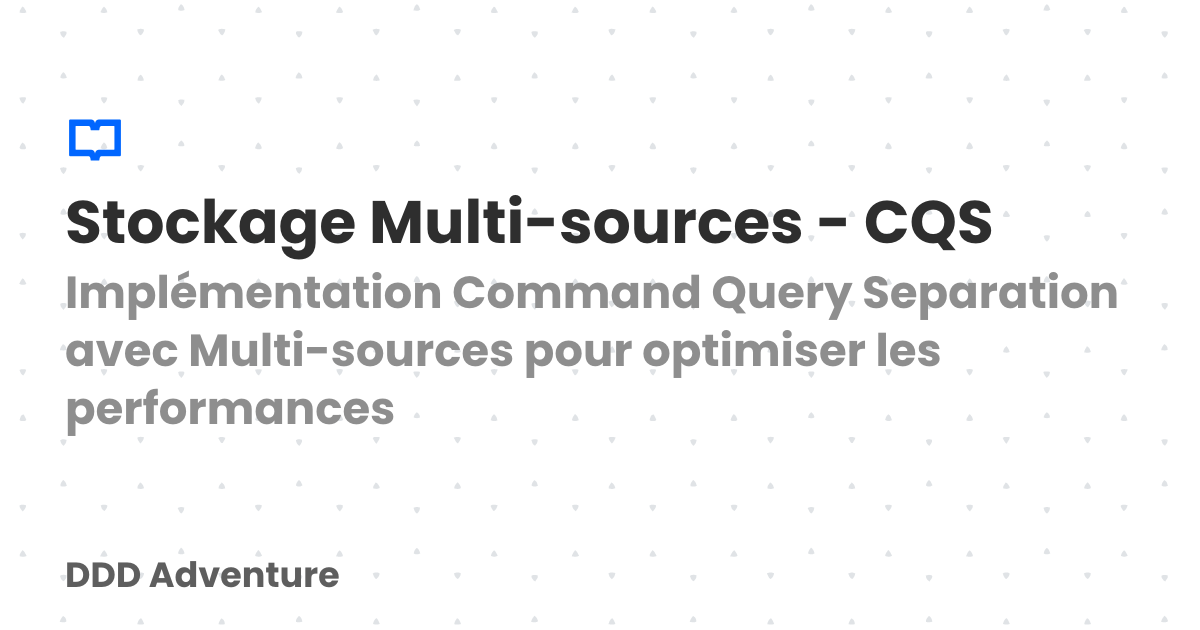 Stockage Multi-sources - CQS
Implémentation Command Query Separation
avec Multi-sources pour optimiser les
performances
DDD Adventure